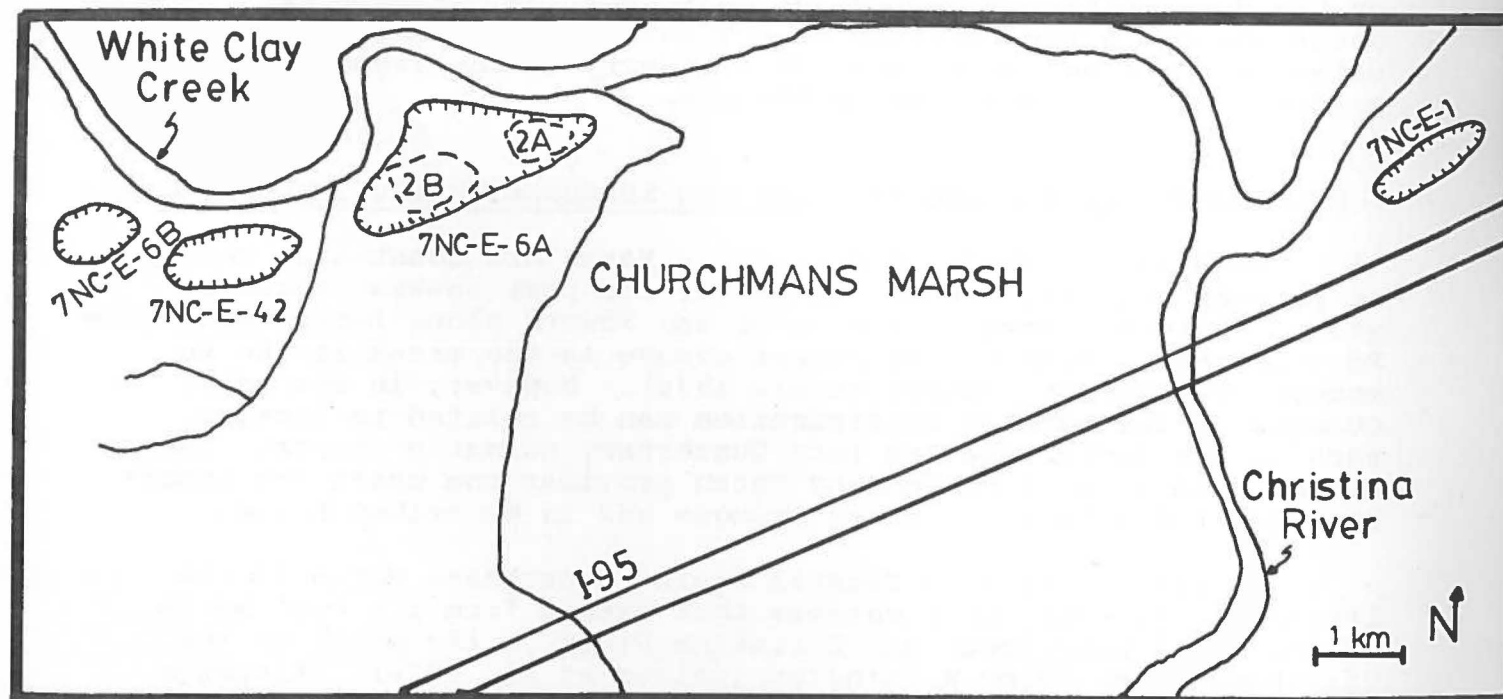 White Clay
Creek
2A
2B
7NC-E-6A
7NC-E-6B
7NC-E-42
7NC-E-1
CHURCHMANS MARSH
I-95
Christina
River
1 km
N